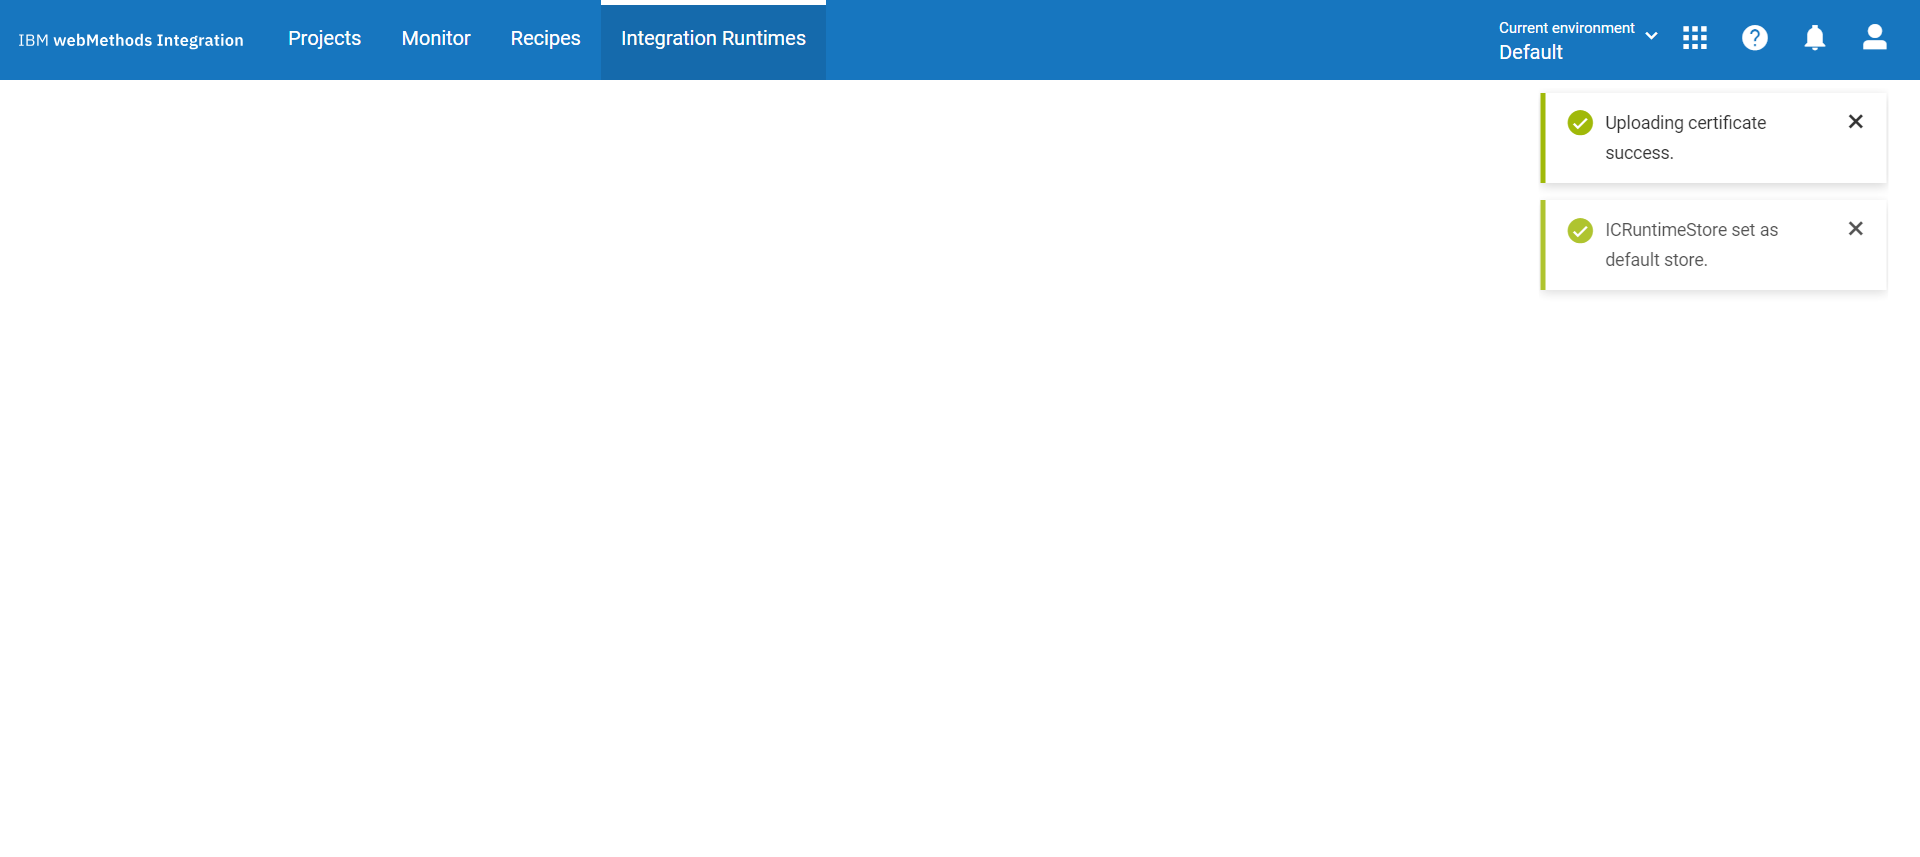 IBM webMethods Integration
Projects
Monitor
Recipes
Integration Runtimes
Current environment
Default
Uploading certificate
success.
ICRuntimeStore set as
default store.